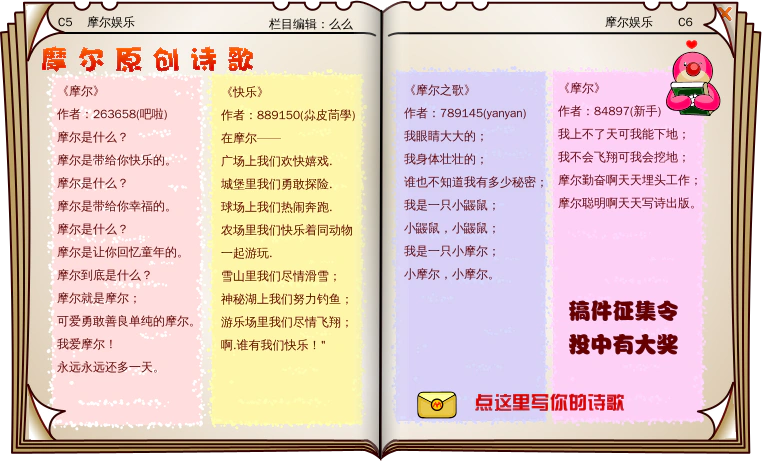 C5 摩尔娱乐
栏目编辑：么么
摩尔娱乐 C6
摩尔原创诗歌
《摩尔》
作者：263658(吧啦)
摩尔是什么？
摩尔是带给你快乐的。
摩尔是什么？
摩尔是带给你幸福的。
摩尔是什么？
摩尔是让你回忆童年的。
摩尔到底是什么？
摩尔就是摩尔；
可爱勇敢善良单纯的摩尔。
我爱摩尔！
永远永远还多一天。
《快乐》
作者：889150(尛皮茼學)
在摩尔——
广场上我们欢快嬉戏.
城堡里我们勇敢探险.
球场上我们热闹奔跑.
农场里我们快乐着同动物
一起游玩.
雪山里我们尽情滑雪；
神秘湖上我们努力钓鱼；
游乐场里我们尽情飞翔；
啊.谁有我们快乐！"
《摩尔之歌》
作者：789145(yanyan)
我眼睛大大的；
我身体壮壮的；
谁也不知道我有多少秘密；
我是一只小鼹鼠；
小鼹鼠，小鼹鼠；
我是一只小摩尔；
小摩尔，小摩尔。
《摩尔》
作者：84897(新手)
我上不了天可我能下地；
我不会飞翔可我会挖地；
摩尔勤奋啊天天埋头工作；
摩尔聪明啊天天写诗出版。
稿件征集令
投中有大奖
点这里写你的诗歌